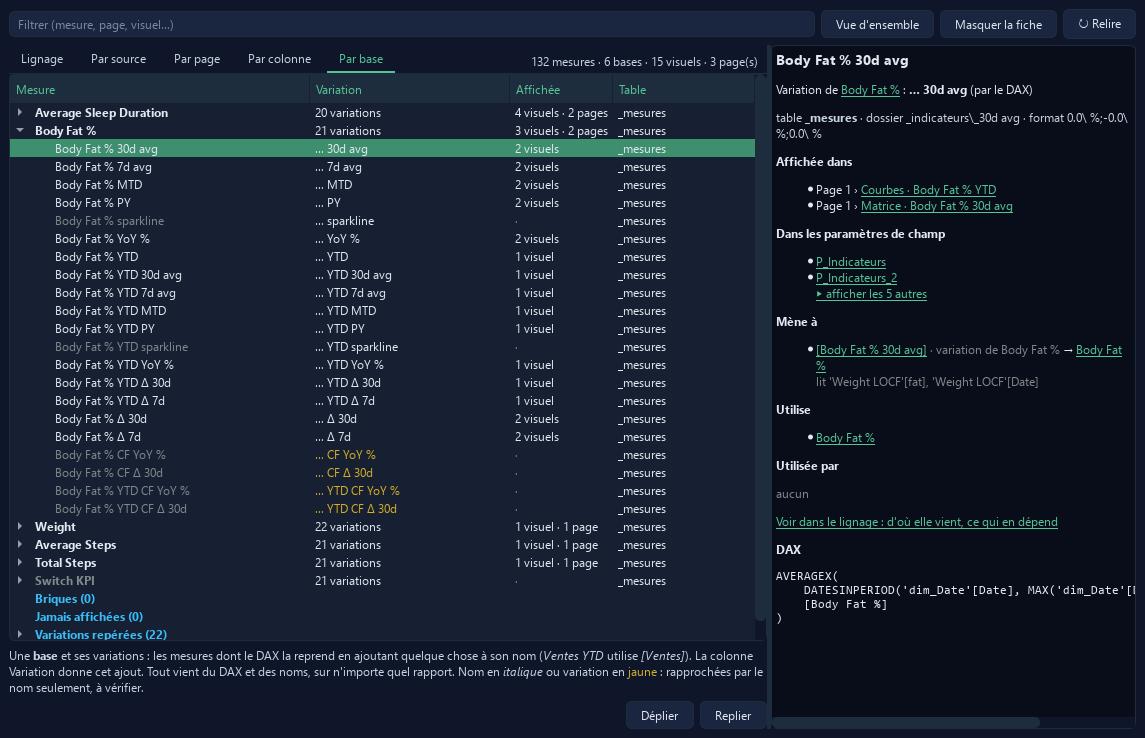 Filtrer (mesure, page, visuel...)
Vue d'ensemble
Masquer la fiche
↻ Relire
Lignage Par source Par page Par colonne Par base
132 mesures · 6 bases · 15 visuels · 3 page(s)
Mesure Variation Affichée Table
Average Sleep Duration 20 variations 4 visuels · 2 pages _mesures
Body Fat % 21 variations 3 visuels · 2 pages _mesures
Body Fat % 30d avg ... 30d avg 2 visuels _mesures
Body Fat % 7d avg ... 7d avg 2 visuels _mesures
Body Fat % MTD ... MTD 2 visuels _mesures
Body Fat % PY ... PY 2 visuels _mesures
Body Fat % sparkline ... sparkline · _mesures
Body Fat % YoY % ... YoY % 2 visuels _mesures
Body Fat % YTD ... YTD 1 visuel _mesures
Body Fat % YTD 30d avg ... YTD 30d avg 1 visuel _mesures
Body Fat % YTD 7d avg ... YTD 7d avg 1 visuel _mesures
Body Fat % YTD MTD ... YTD MTD 1 visuel _mesures
Body Fat % YTD PY ... YTD PY 1 visuel _mesures
Body Fat % YTD sparkline ... YTD sparkline · _mesures
Body Fat % YTD YoY % ... YTD YoY % 1 visuel _mesures
Body Fat % YTD Δ 30d ... YTD Δ 30d 1 visuel _mesures
Body Fat % YTD Δ 7d ... YTD Δ 7d 1 visuel _mesures
Body Fat % Δ 30d ... Δ 30d 2 visuels _mesures
Body Fat % Δ 7d ... Δ 7d 2 visuels _mesures
Body Fat % CF YoY % ... CF YoY % · _mesures
Body Fat % CF Δ 30d ... CF Δ 30d · _mesures
Body Fat % YTD CF YoY % ... YTD CF YoY % · _mesures
Body Fat % YTD CF Δ 30d ... YTD CF Δ 30d · _mesures
Weight 22 variations 1 visuel · 1 page _mesures
Average Steps 21 variations 1 visuel · 1 page _mesures
Total Steps 21 variations 1 visuel · 1 page _mesures
Switch KPI 21 variations · _mesures
Briques (0)
Jamais affichées (0)
Variations repérées (22)
Une base et ses variations : les mesures dont le DAX la reprend en ajoutant quelque chose à son nom (Ventes YTD utilise [Ventes]). La colonne
Variation donne cet ajout. Tout vient du DAX et des noms, sur n'importe quel rapport. Nom en italique ou variation en jaune : rapprochées par le
nom seulement, à vérifier.
Déplier
Replier
Body Fat % 30d avg
Variation de Body Fat % : ... 30d avg (par le DAX)
table _mesures · dossier _indicateurs\_30d avg · format 0.0\ %;-0.0\
%;0.0\ %
Affichée dans
● Page 1 › Courbes · Body Fat % YTD
● Page 1 › Matrice · Body Fat % 30d avg
Dans les paramètres de champ
● P_Indicateurs
● P_Indicateurs_2
▸ afficher les 5 autres
Mène à
● [Body Fat % 30d avg] · variation de Body Fat % → Body Fat
%
lit 'Weight LOCF'[fat], 'Weight LOCF'[Date]
Utilise
● Body Fat %
Utilisée par
aucun
Voir dans le lignage : d'où elle vient, ce qui en dépend
DAX
AVERAGEX(
DATESINPERIOD('dim_Date'[Date], MAX('dim_Date'[
[Body Fat %]
)